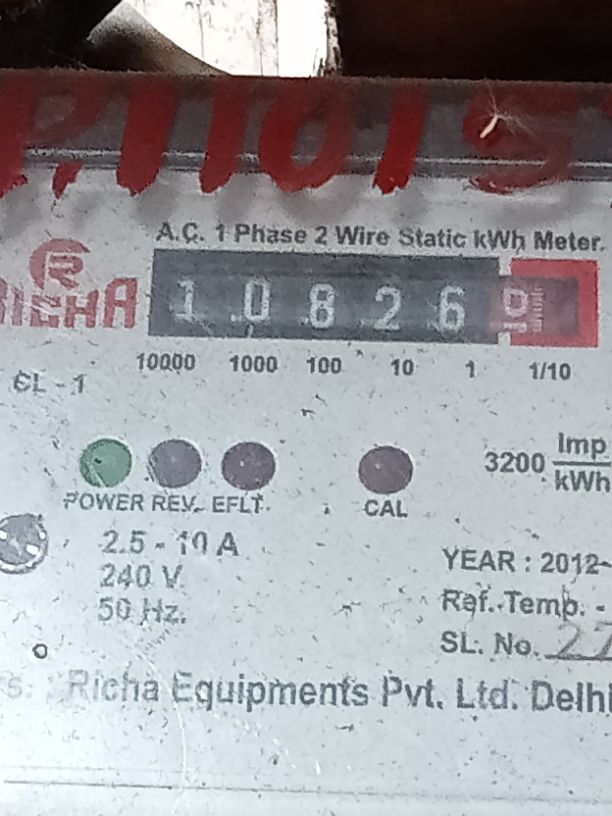 A.C. 1 Phase 2 Wire Static kWh Meter.
RICHA
1 0 8 2 6 0
10000 1000 100 10 1 1/10
CL - 1
3200 Imp
kWh
POWER REV. EFLT. CAL
2.5 - 10 A
240 V.
50 Hz.
YEAR : 2012-
Ref. Temp. -
SL. No. 27
Richa Equipments Pvt. Ltd. Delhi